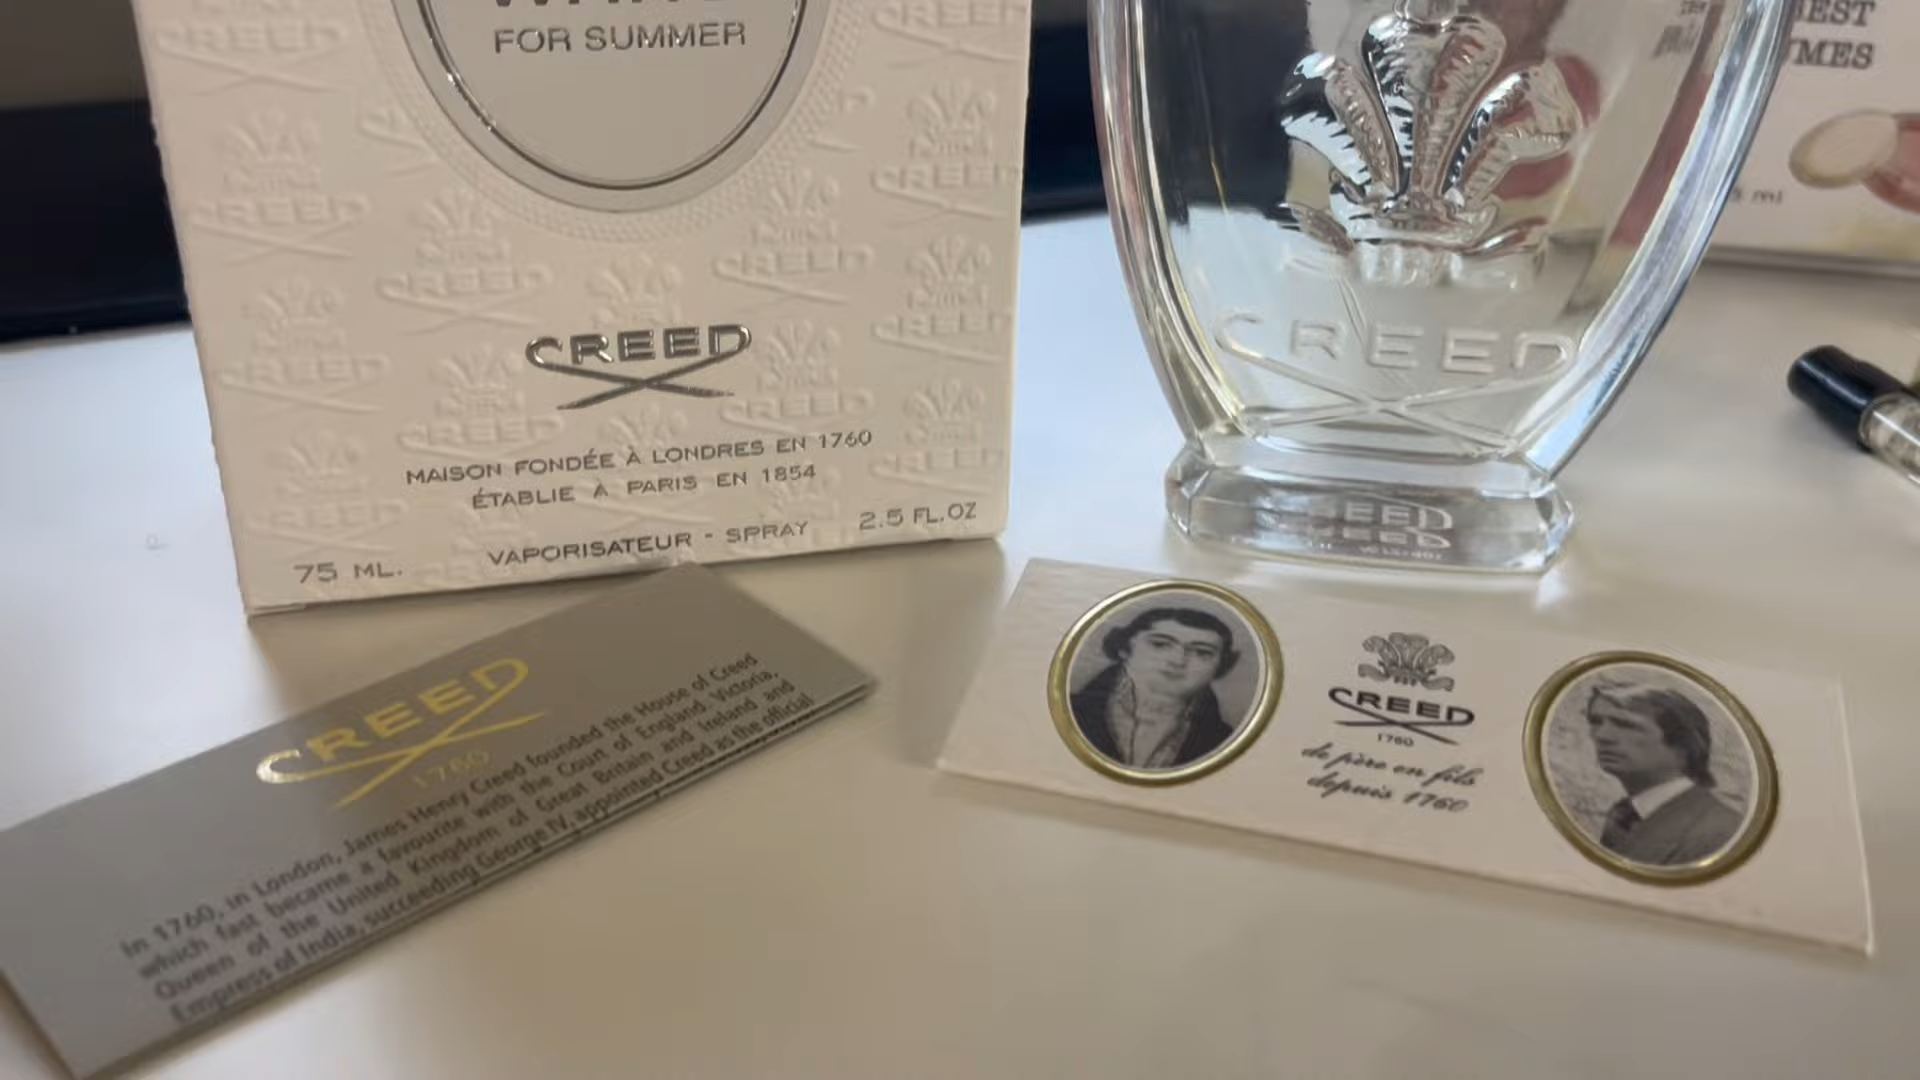 FOR SUMMER
CREED
MAISON FONDÉE À LONDRES EN 1760
ÉTABLIE À PARIS EN 1854
75 ML.
VAPORISATEUR - SPRAY
2.5 FL.OZ
CREED
BEST
ml
CREED
1760
In 1760, in London, James Henry Creed founded the House of Creed
which fast became a favourite with the Court of England. Victoria,
Queen of the United Kingdom of Great Britain and Ireland and
Empress of India, succeeding George IV, appointed Creed as the official
CREED
1760
de père en fils
depuis 1760